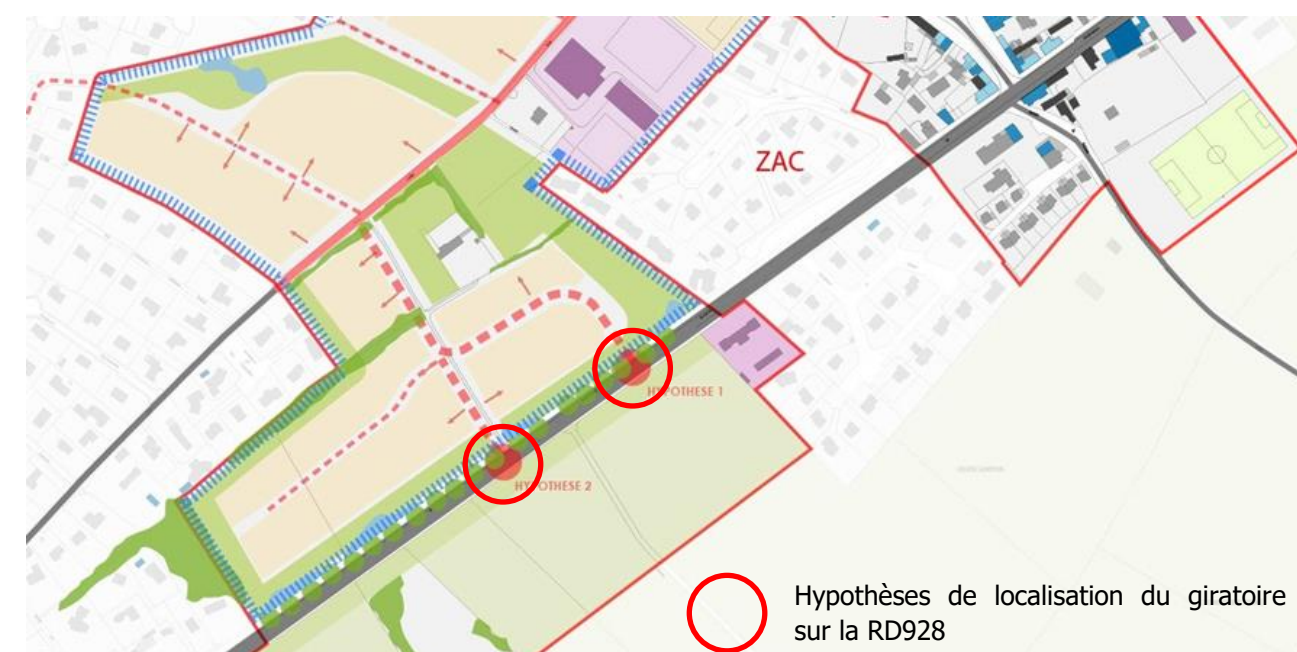 ZAC
HYPOTHESE 1
HYPOTHESE 2
Hypothèses de localisation du giratoire
sur la RD928